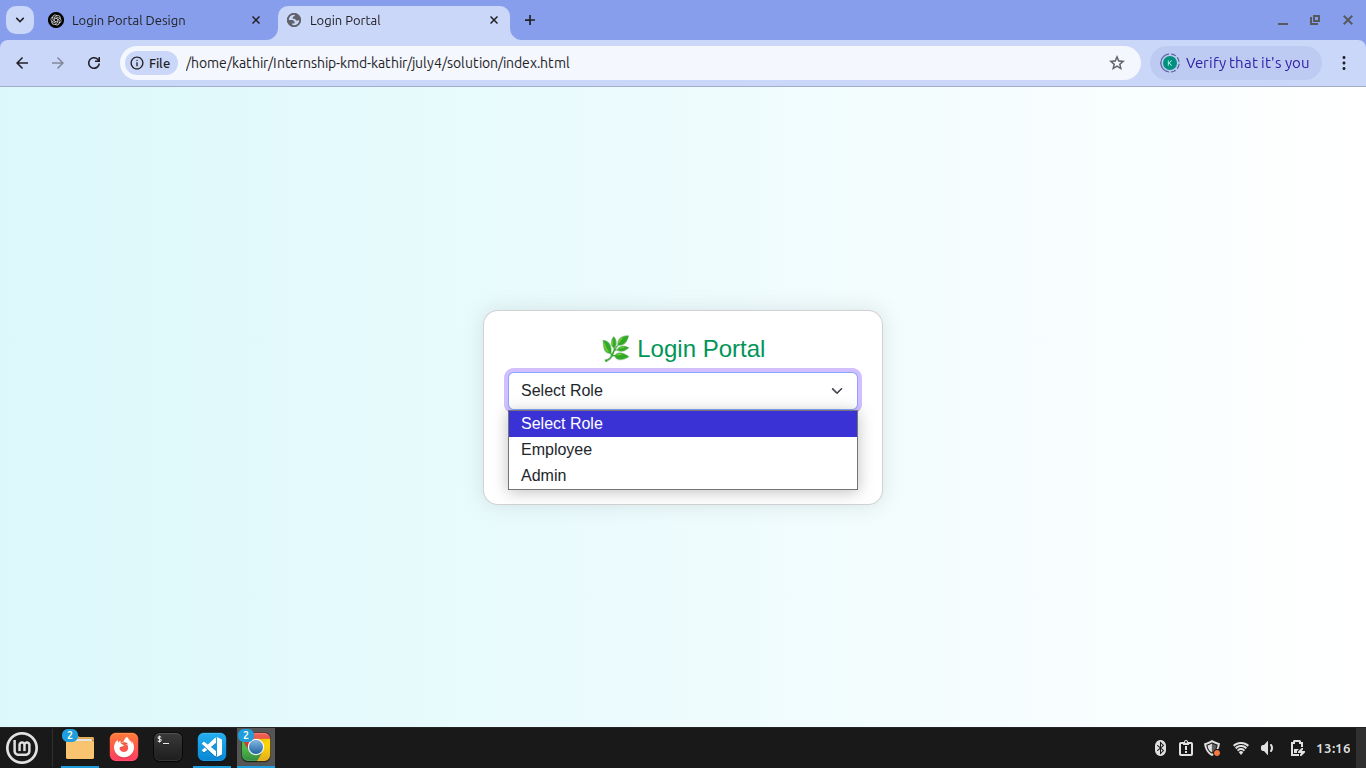 Login Portal Design
Login Portal
File
/home/kathir/Internship-kmd-kathir/july4/solution/index.html
K
Verify that it's you
🌿 Login Portal
Select Role
Select Role
Employee
Admin
lm
2
$_
2
13:16